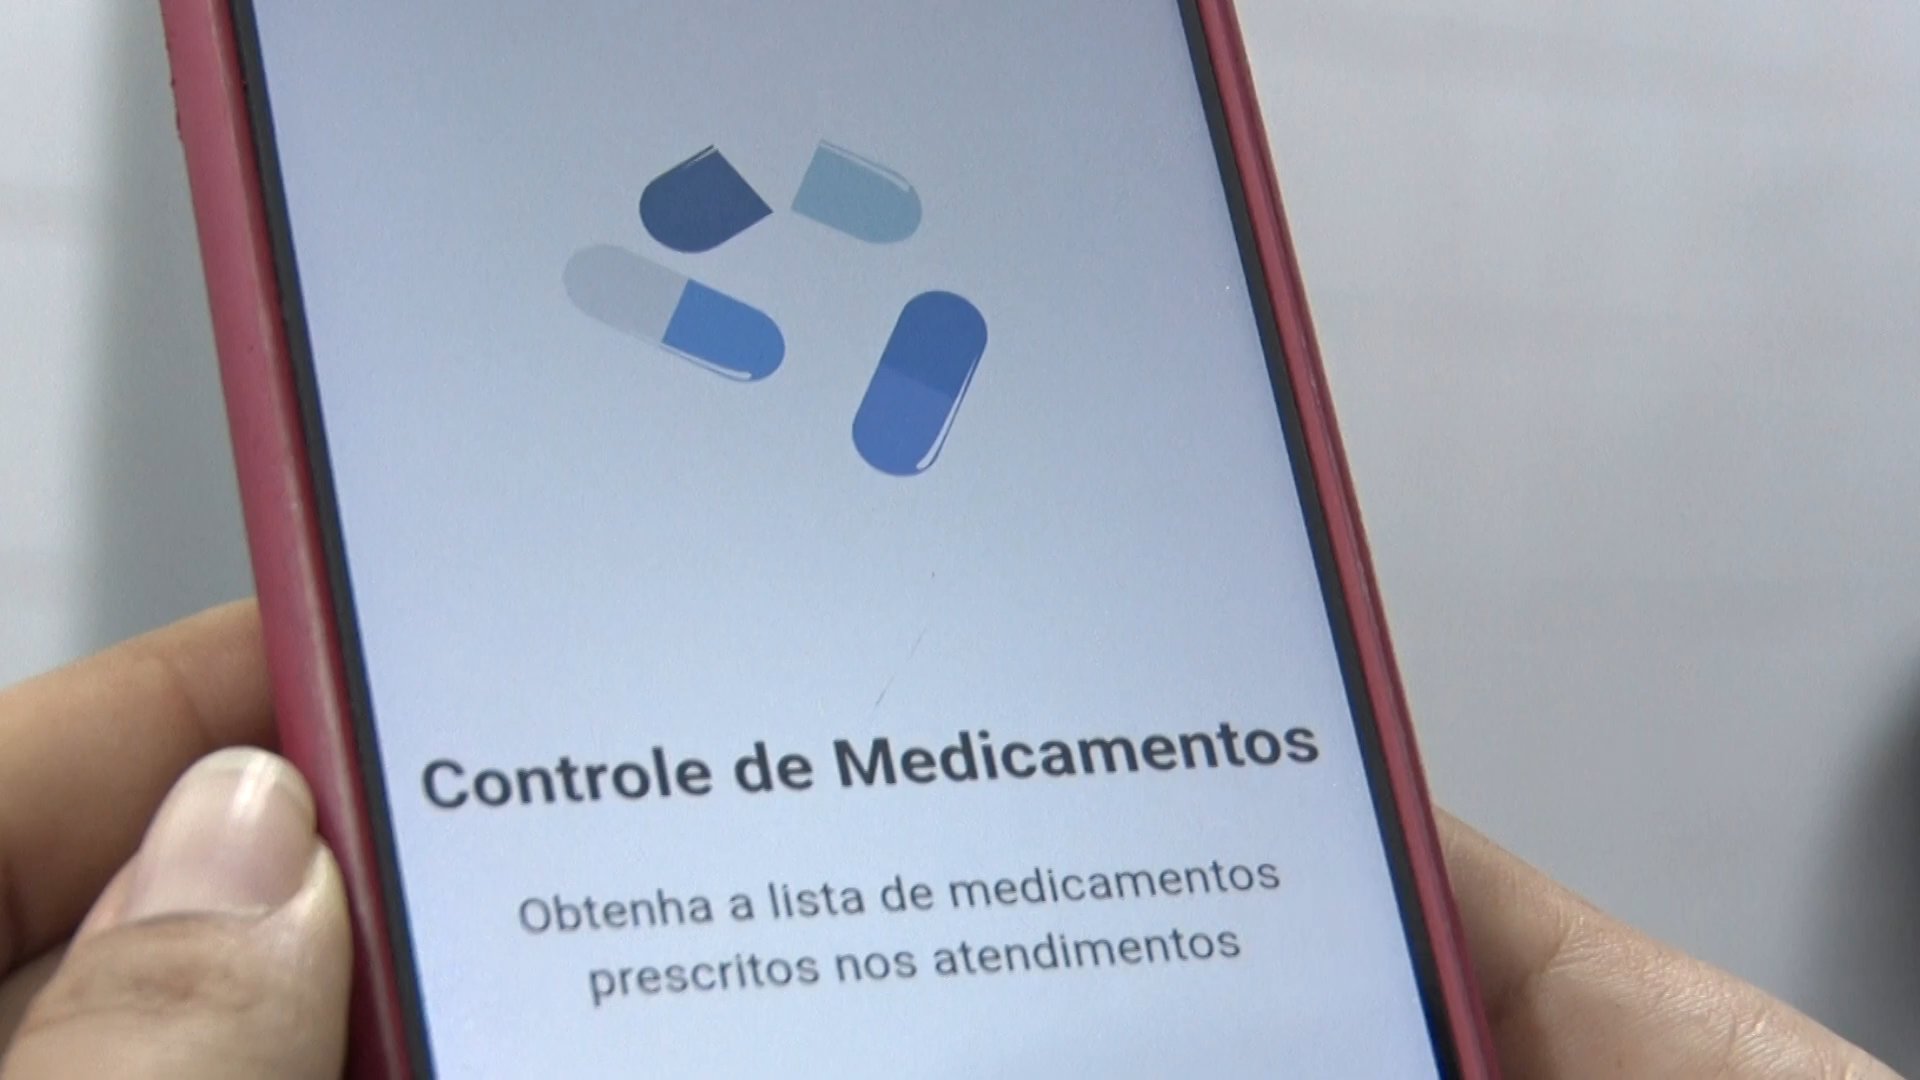 Controle de Medicamentos
Obtenha a lista de medicamentos
prescritos nos atendimentos